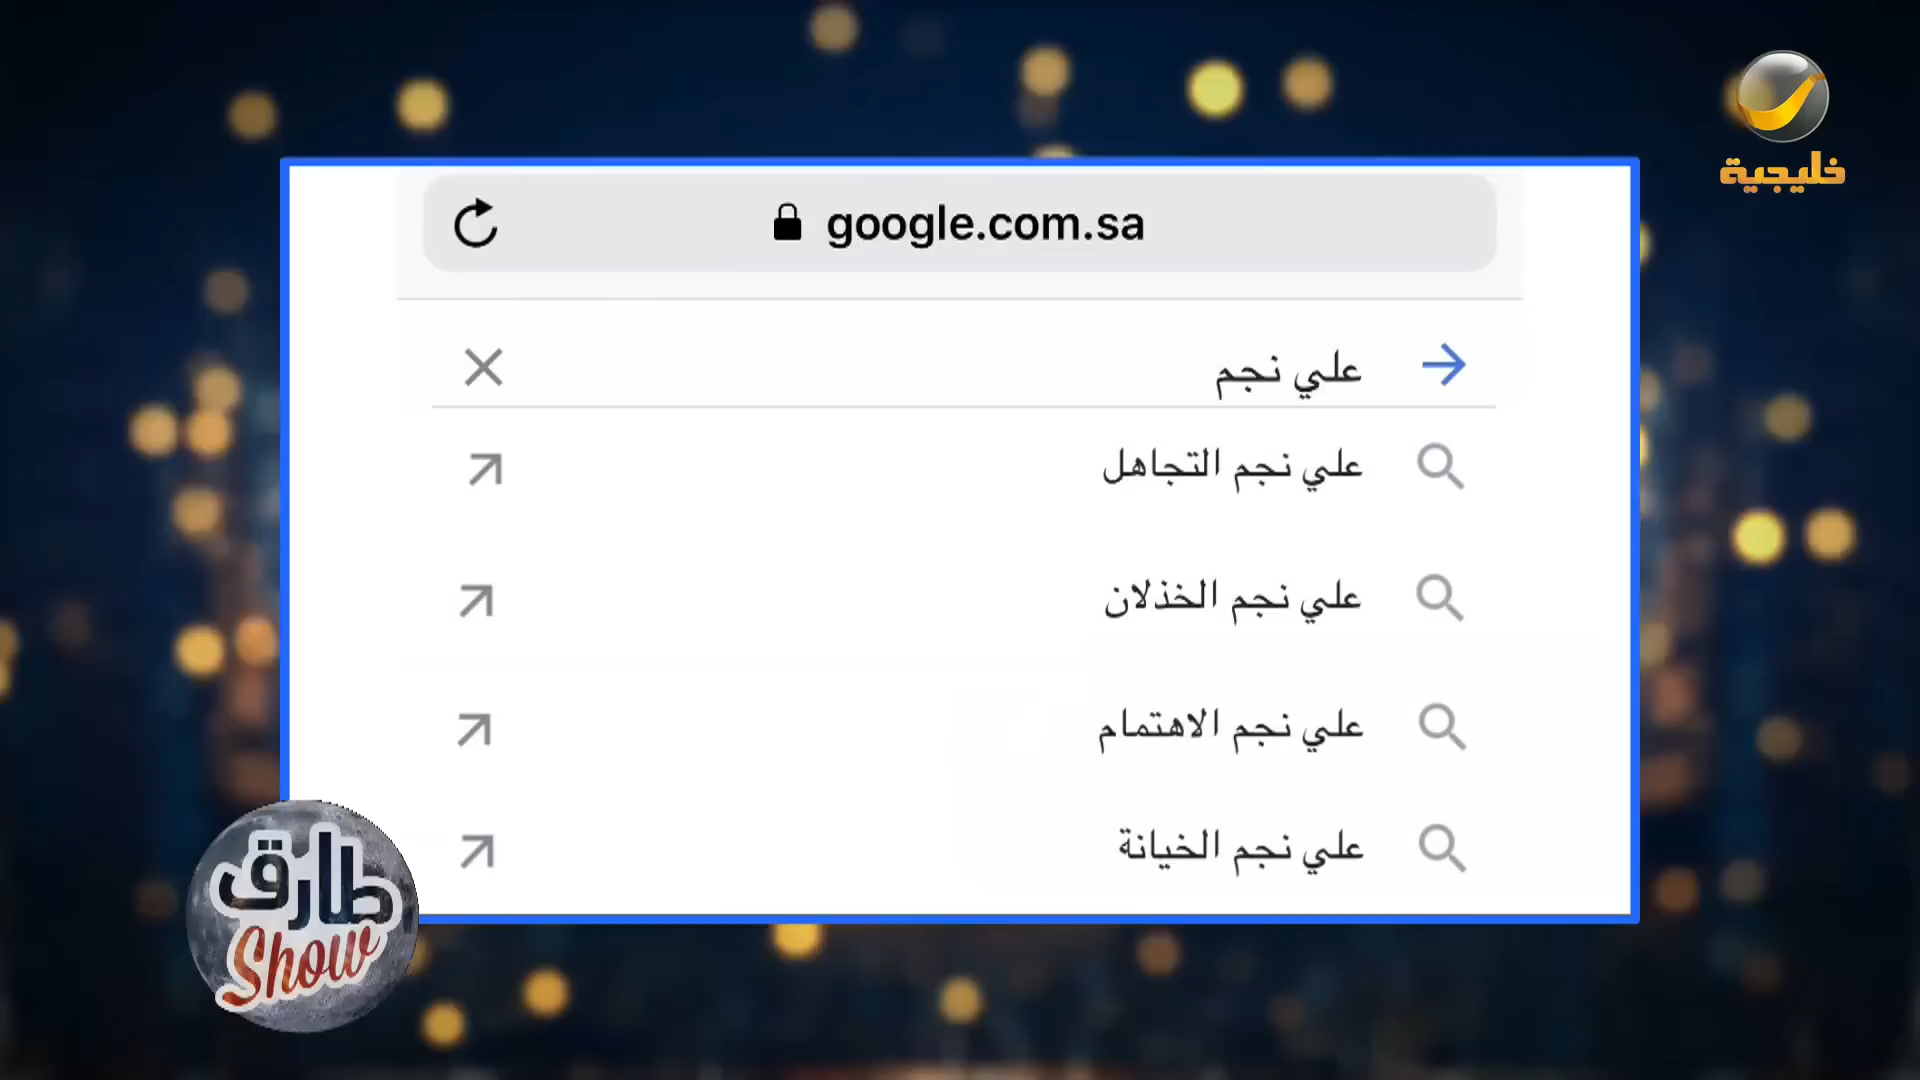 خليجية
google.com.sa
علي نجم
علي نجم التجاهل
علي نجم الخذلان
علي نجم الاهتمام
علي نجم الخيانة
طارق
Show